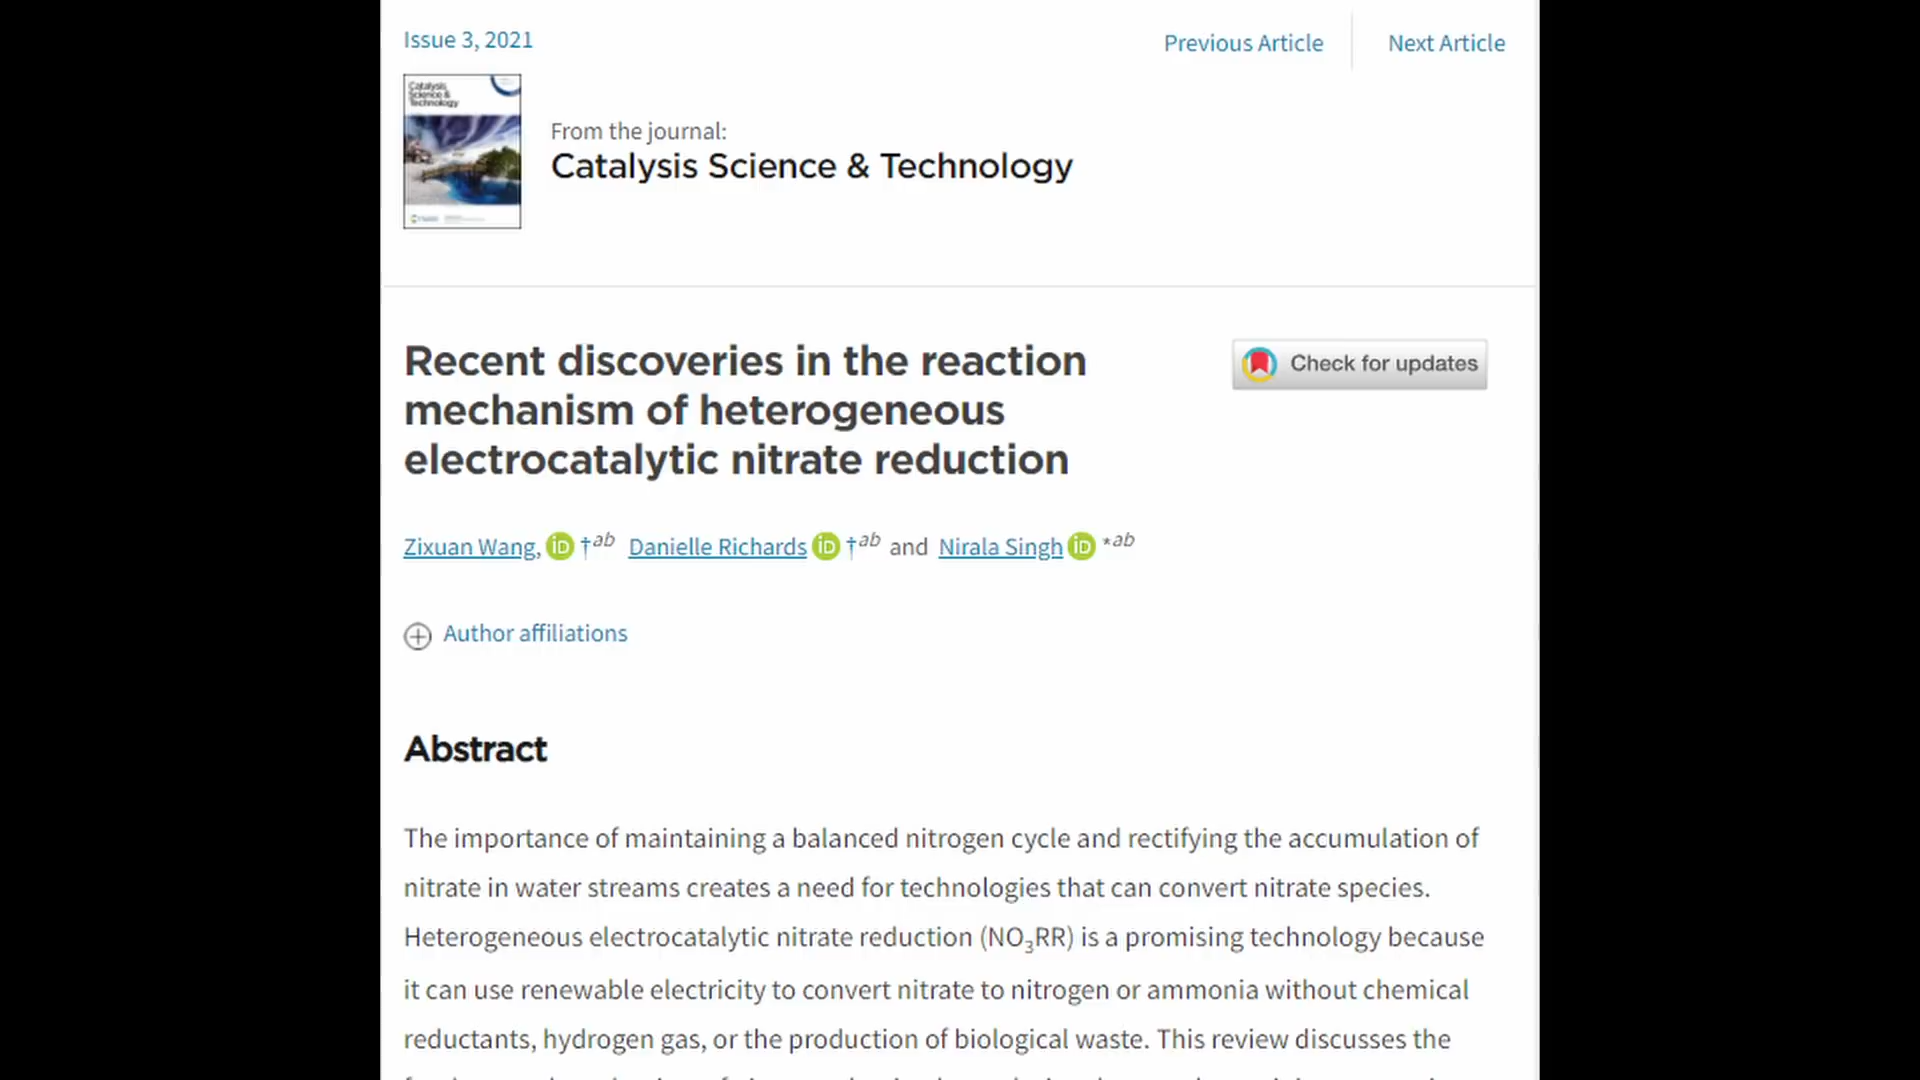 Issue 3, 2021
Previous Article
Next Article
Catalysis
Science &
Technology
From the journal:
Catalysis Science & Technology
Recent discoveries in the reaction
mechanism of heterogeneous
electrocatalytic nitrate reduction
Check for updates
Zixuan Wang, iD †ab Danielle Richards iD †ab and Nirala Singh iD *ab
Author affiliations
Abstract
The importance of maintaining a balanced nitrogen cycle and rectifying the accumulation of
nitrate in water streams creates a need for technologies that can convert nitrate species.
Heterogeneous electrocatalytic nitrate reduction (NO₃RR) is a promising technology because
it can use renewable electricity to convert nitrate to nitrogen or ammonia without chemical
reductants, hydrogen gas, or the production of biological waste. This review discusses the